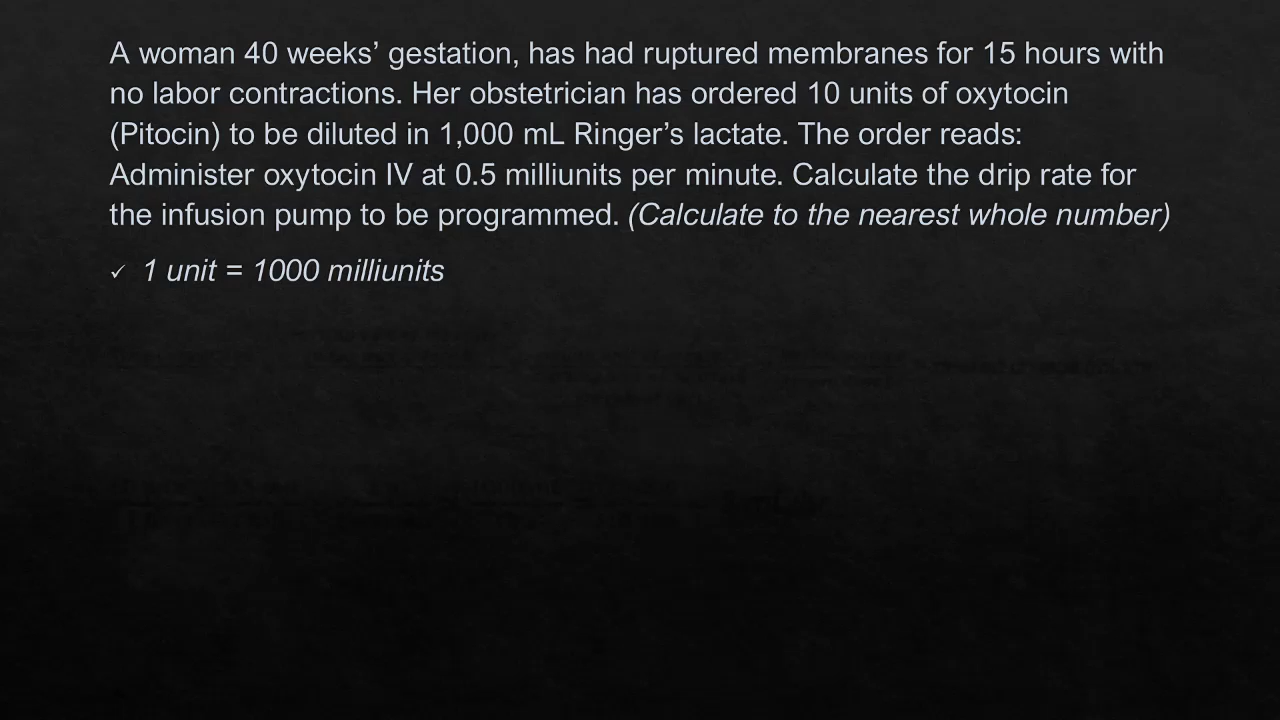 A woman 40 weeks’ gestation, has had ruptured membranes for 15 hours with
no labor contractions. Her obstetrician has ordered 10 units of oxytocin
(Pitocin) to be diluted in 1,000 mL Ringer’s lactate. The order reads:
Administer oxytocin IV at 0.5 milliunits per minute. Calculate the drip rate for
the infusion pump to be programmed. (Calculate to the nearest whole number)
✓ 1 unit = 1000 milliunits